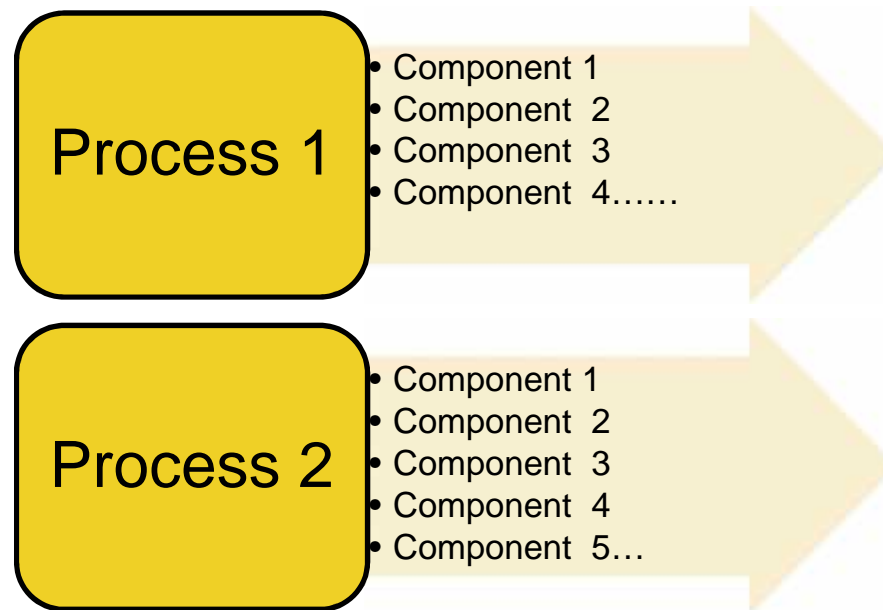 Process 1
• Component 1
• Component  2
• Component  3
• Component  4……
Process 2
• Component 1
• Component  2
• Component  3
• Component  4
• Component  5…